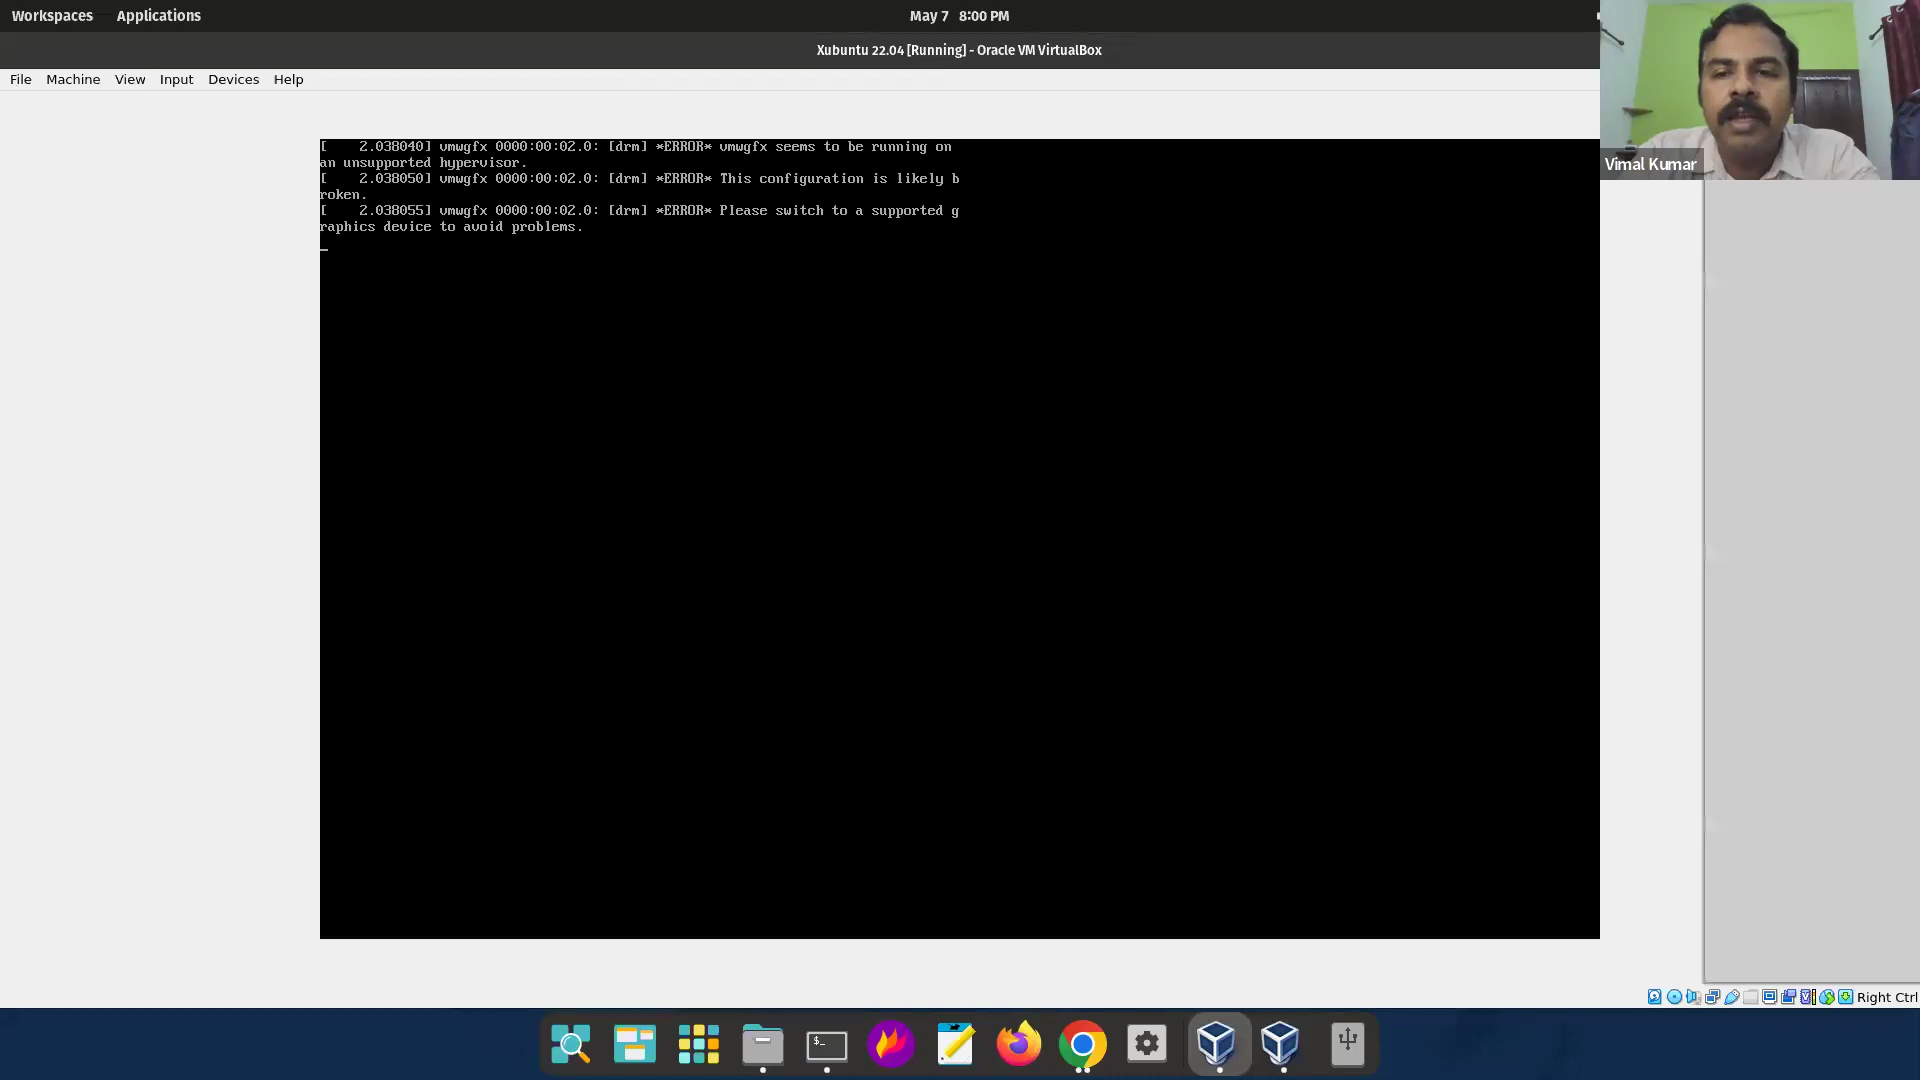 Workspaces Applications May 7 8:00 PM
Xubuntu 22.04 [Running] - Oracle VM VirtualBox
File Machine View Input Devices Help
[    2.038040] vmwgfx 0000:00:02.0: [drm] *ERROR* vmwgfx seems to be running on
an unsupported hypervisor.
[    2.038050] vmwgfx 0000:00:02.0: [drm] *ERROR* This configuration is likely b
roken.
[    2.038055] vmwgfx 0000:00:02.0: [drm] *ERROR* Please switch to a supported g
raphics device to avoid problems.
_
Vimal Kumar
Right Ctrl
$_